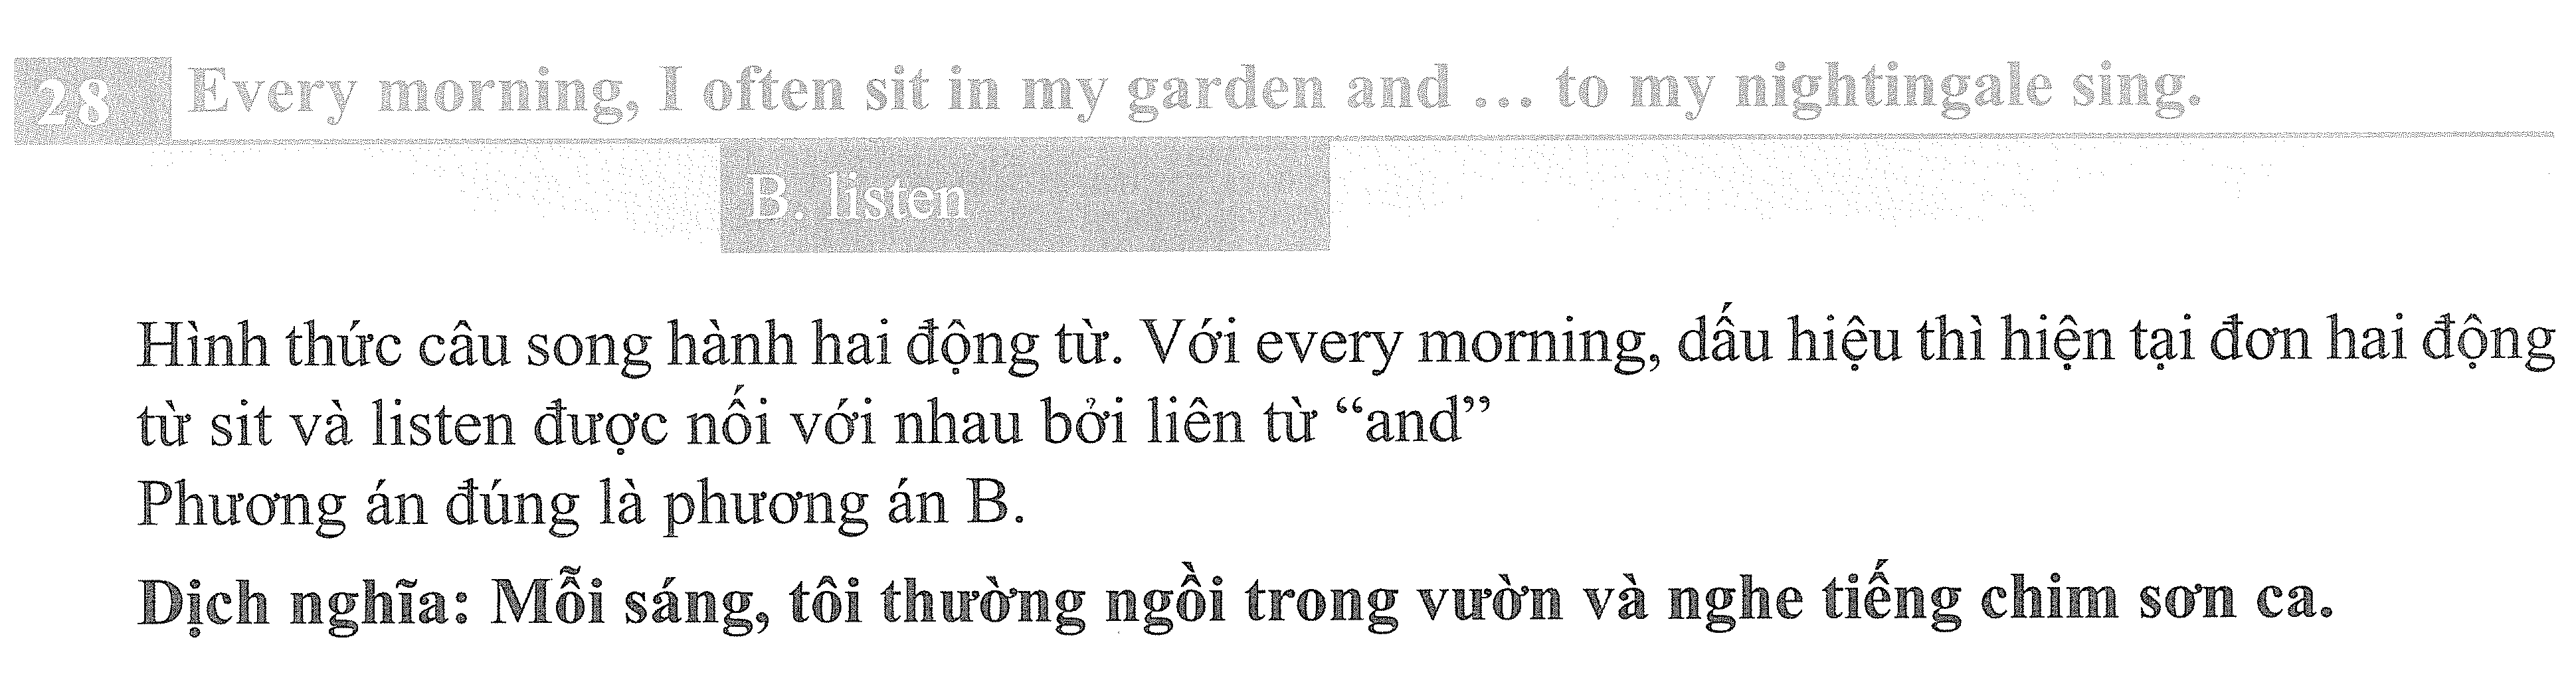 28 Every morning, I often sit in my garden and ... to my nightingale sing.
B. listen
Hình thức câu song hành hai động từ. Với every morning, dấu hiệu thì hiện tại đơn hai động
từ sit và listen được nối với nhau bởi liên từ “and”
Phương án đúng là phương án B.
Dịch nghĩa: Mỗi sáng, tôi thường ngồi trong vườn và nghe tiếng chim sơn ca.